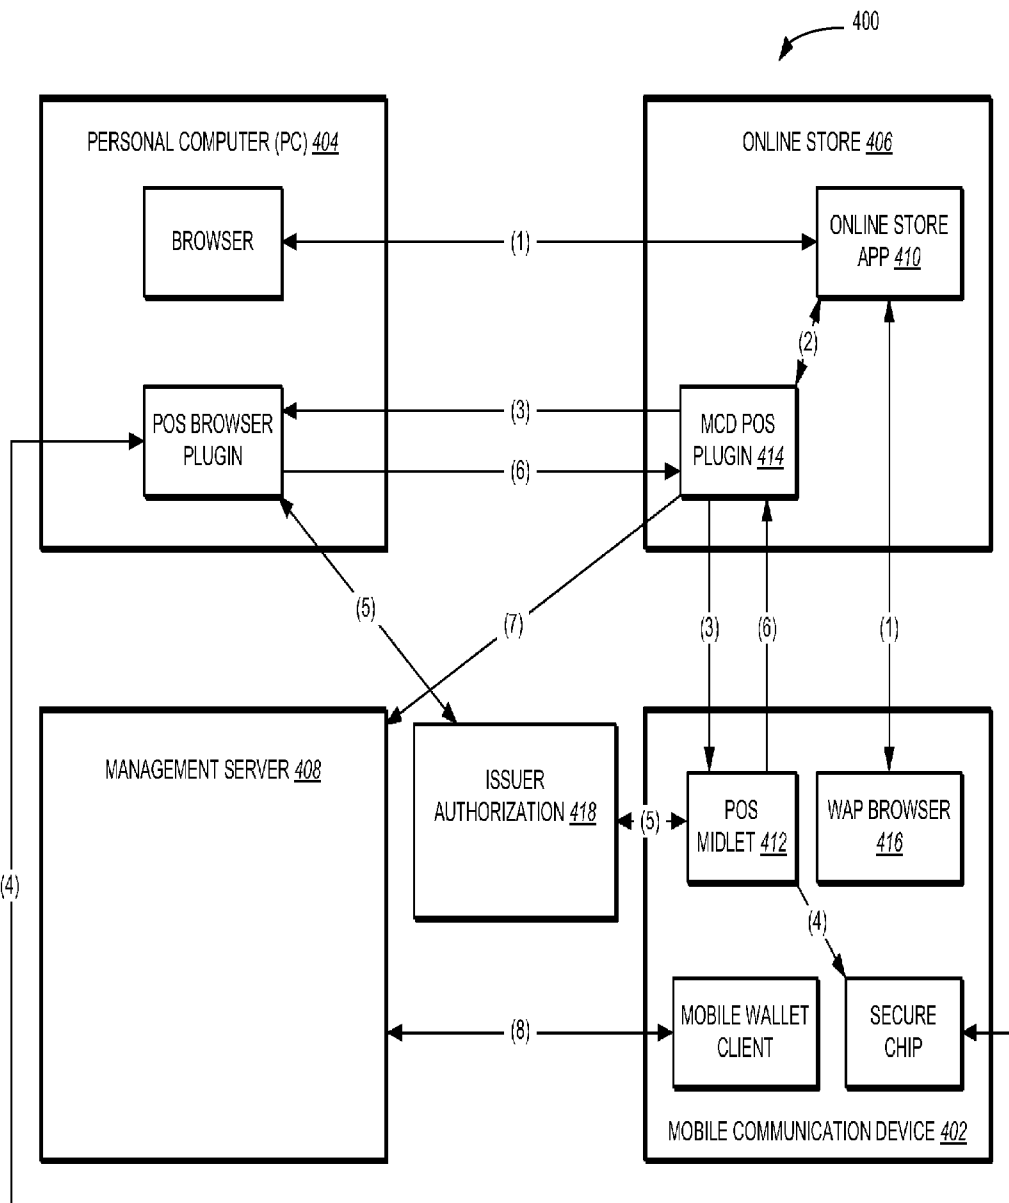 400
PERSONAL COMPUTER (PC) 404
ONLINE STORE 406
BROWSER
(1)
ONLINE STORE
APP 410
(2)
POS BROWSER
PLUGIN
(3)
(6)
MCD POS
PLUGIN 414
(5)
(7)
(3)
(6)
(1)
MANAGEMENT SERVER 408
ISSUER
AUTHORIZATION 418
(5)
POS
MIDLET 412
WAP BROWSER
416
(4)
(4)
(8)
MOBILE WALLET
CLIENT
SECURE
CHIP
MOBILE COMMUNICATION DEVICE 402